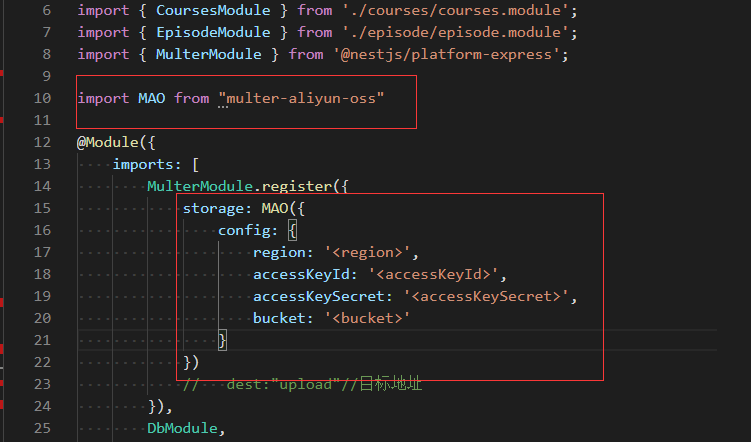 6 import { CoursesModule } from './courses/courses.module';
7 import { EpisodeModule } from './episode/episode.module';
8 import { MulterModule } from '@nestjs/platform-express';
9
10 import MAO from "multer-aliyun-oss"
11
12 @Module({
13 imports: [
14 MulterModule.register({
15 storage: MAO({
16 config: {
17 region: '<region>',
18 accessKeyId: '<accessKeyId>',
19 accessKeySecret: '<accessKeySecret>',
20 bucket: '<bucket>'
21 }
22 })
23 // dest:"upload"//目标地址
24 }),
25 DbModule,